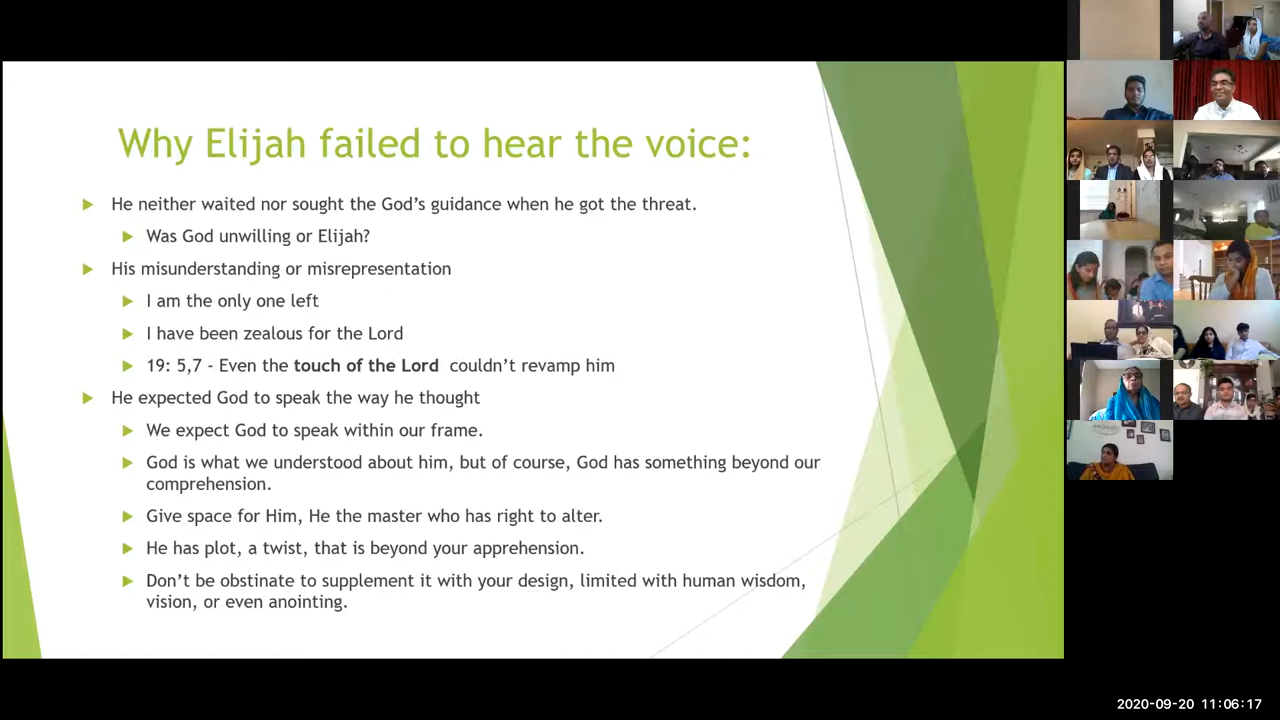 Why Elijah failed to hear the voice:
He neither waited nor sought the God's guidance when he got the threat.
Was God unwilling or Elijah?
His misunderstanding or misrepresentation
I am the only one left
I have been zealous for the Lord
19: 5,7 - Even the touch of the Lord couldn't revamp him
He expected God to speak the way he thought
We expect God to speak within our frame.
God is what we understood about him, but of course, God has something beyond our
comprehension.
Give space for Him, He the master who has right to alter.
He has plot, a twist, that is beyond your apprehension.
Don't be obstinate to supplement it with your design, limited with human wisdom,
vision, or even anointing.
2020-09-20 11:06:17